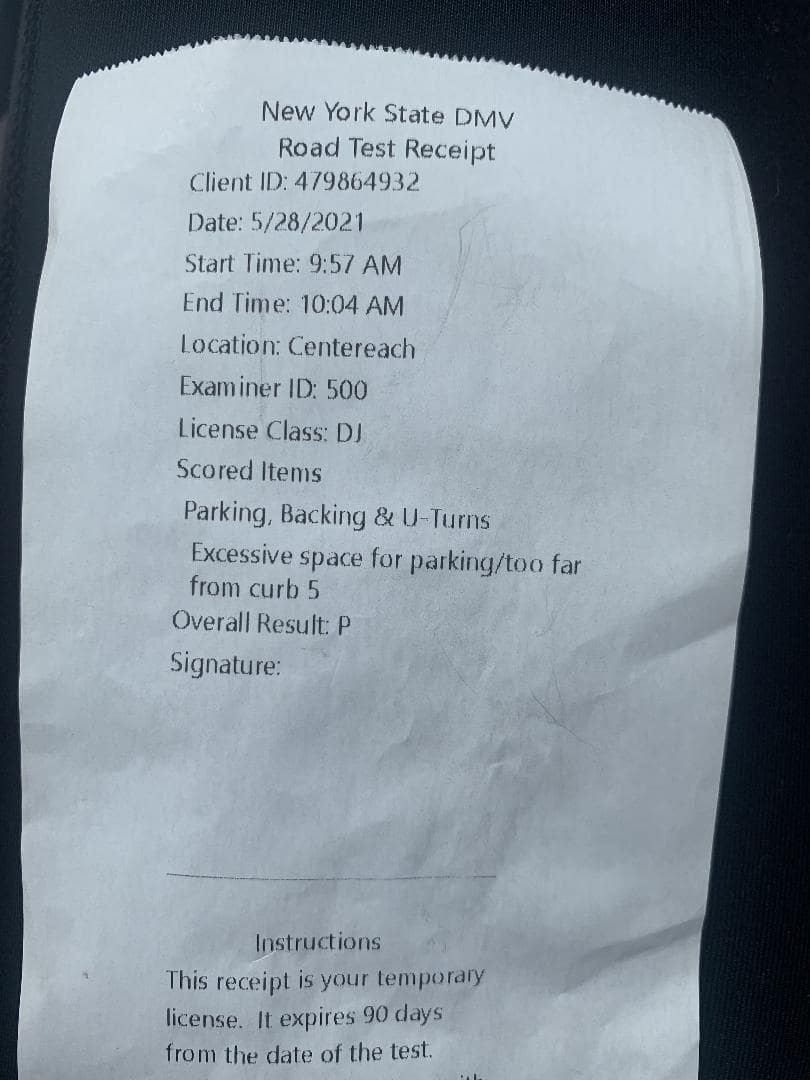 New York State DMV
Road Test Receipt
Client ID: 479864932
Date: 5/28/2021
Start Time: 9:57 AM
End Time: 10:04 AM
Location: Centereach
Examiner ID: 500
License Class: DJ
Scored Items
Parking, Backing & U-Turns
Excessive space for parking/too far
from curb 5
Overall Result: P
Signature:
Instructions
This receipt is your temporary
license. It expires 90 days
from the date of the test.